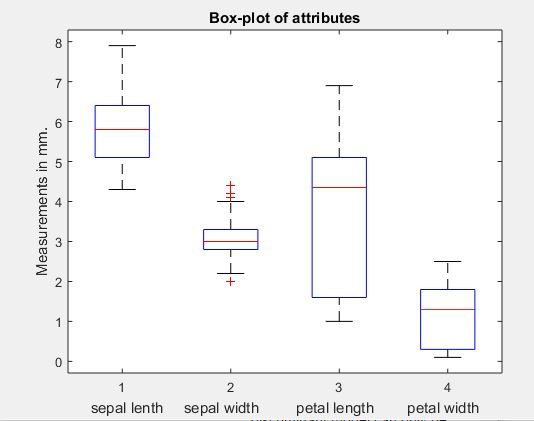 Box-plot of attributes
Measurements in mm.
8
7
6
5
4
3
2
1
0
1 2 3 4
sepal lenth sepal width petal length petal width